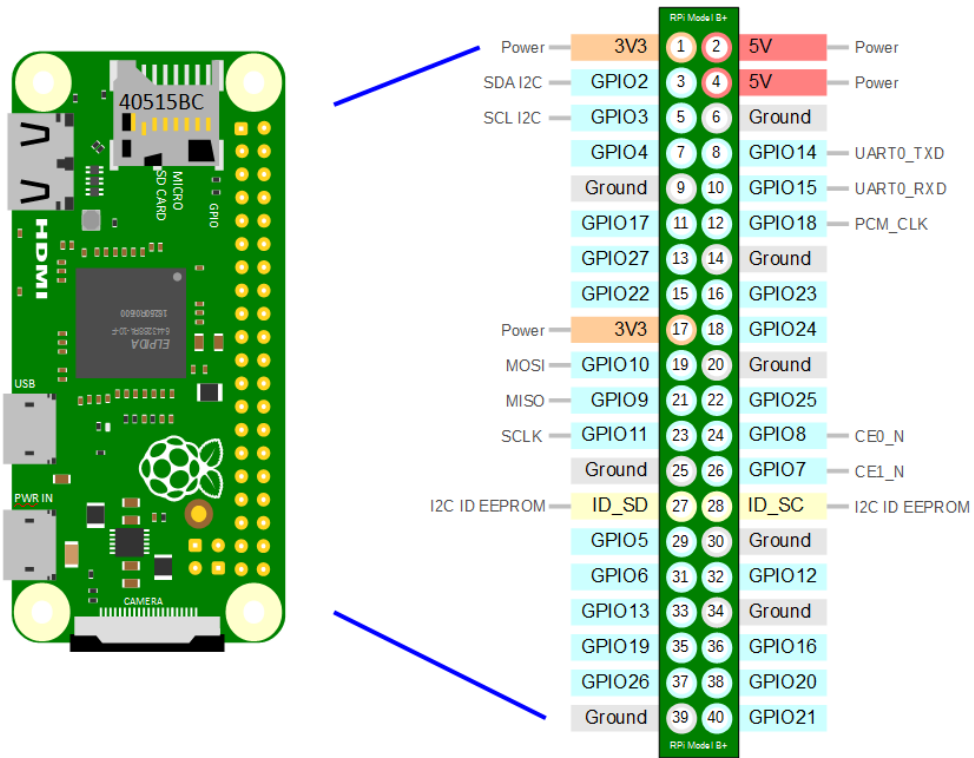 40515BC
MICRO
SD CARD
GPIO
HDMI
ELPIDA
USB
PWR IN
CAMERA
RPi Model B+
Power 3V3 1 2 5V Power
SDA I2C GPIO2 3 4 5V Power
SCL I2C GPIO3 5 6 Ground
GPIO4 7 8 GPIO14 UART0_TXD
Ground 9 10 GPIO15 UART0_RXD
GPIO17 11 12 GPIO18 PCM_CLK
GPIO27 13 14 Ground
GPIO22 15 16 GPIO23
Power 3V3 17 18 GPIO24
MOSI GPIO10 19 20 Ground
MISO GPIO9 21 22 GPIO25
SCLK GPIO11 23 24 GPIO8 CE0_N
Ground 25 26 GPIO7 CE1_N
I2C ID EEPROM ID_SD 27 28 ID_SC I2C ID EEPROM
GPIO5 29 30 Ground
GPIO6 31 32 GPIO12
GPIO13 33 34 Ground
GPIO19 35 36 GPIO16
GPIO26 37 38 GPIO20
Ground 39 40 GPIO21
RPi Model B+